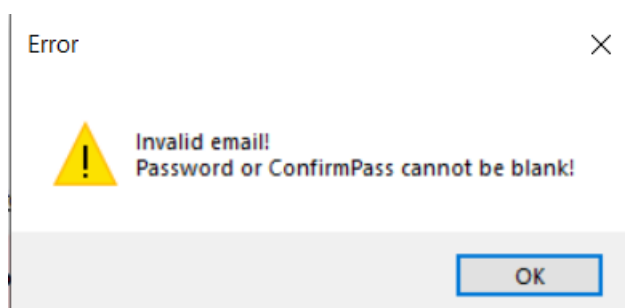 Error
Invalid email!
Password or ConfirmPass cannot be blank!
OK